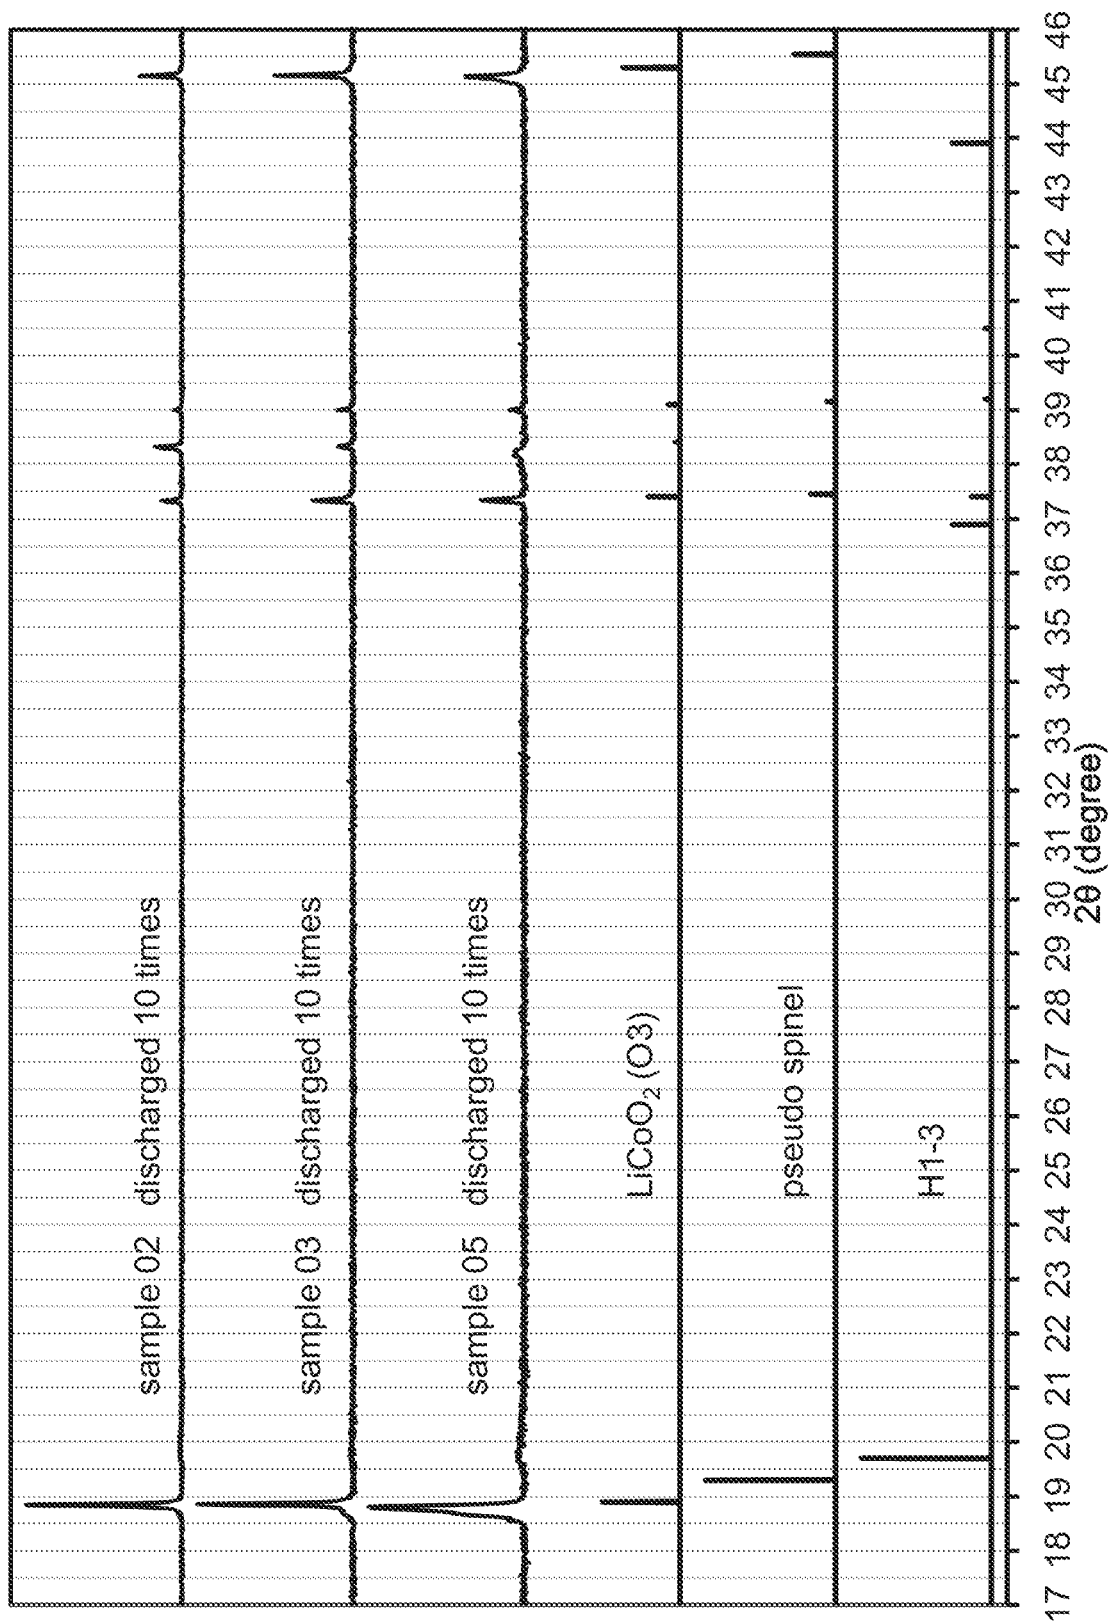 sample 02 discharged 10 times
sample 03 discharged 10 times
sample 05 discharged 10 times
LiCoO₂ (O3)
pseudo spinel
H1-3
17 18 19 20 21 22 23 24 25 26 27 28 29 30 31 32 33 34 35 36 37 38 39 40 41 42 43 44 45 46
2θ (degree)